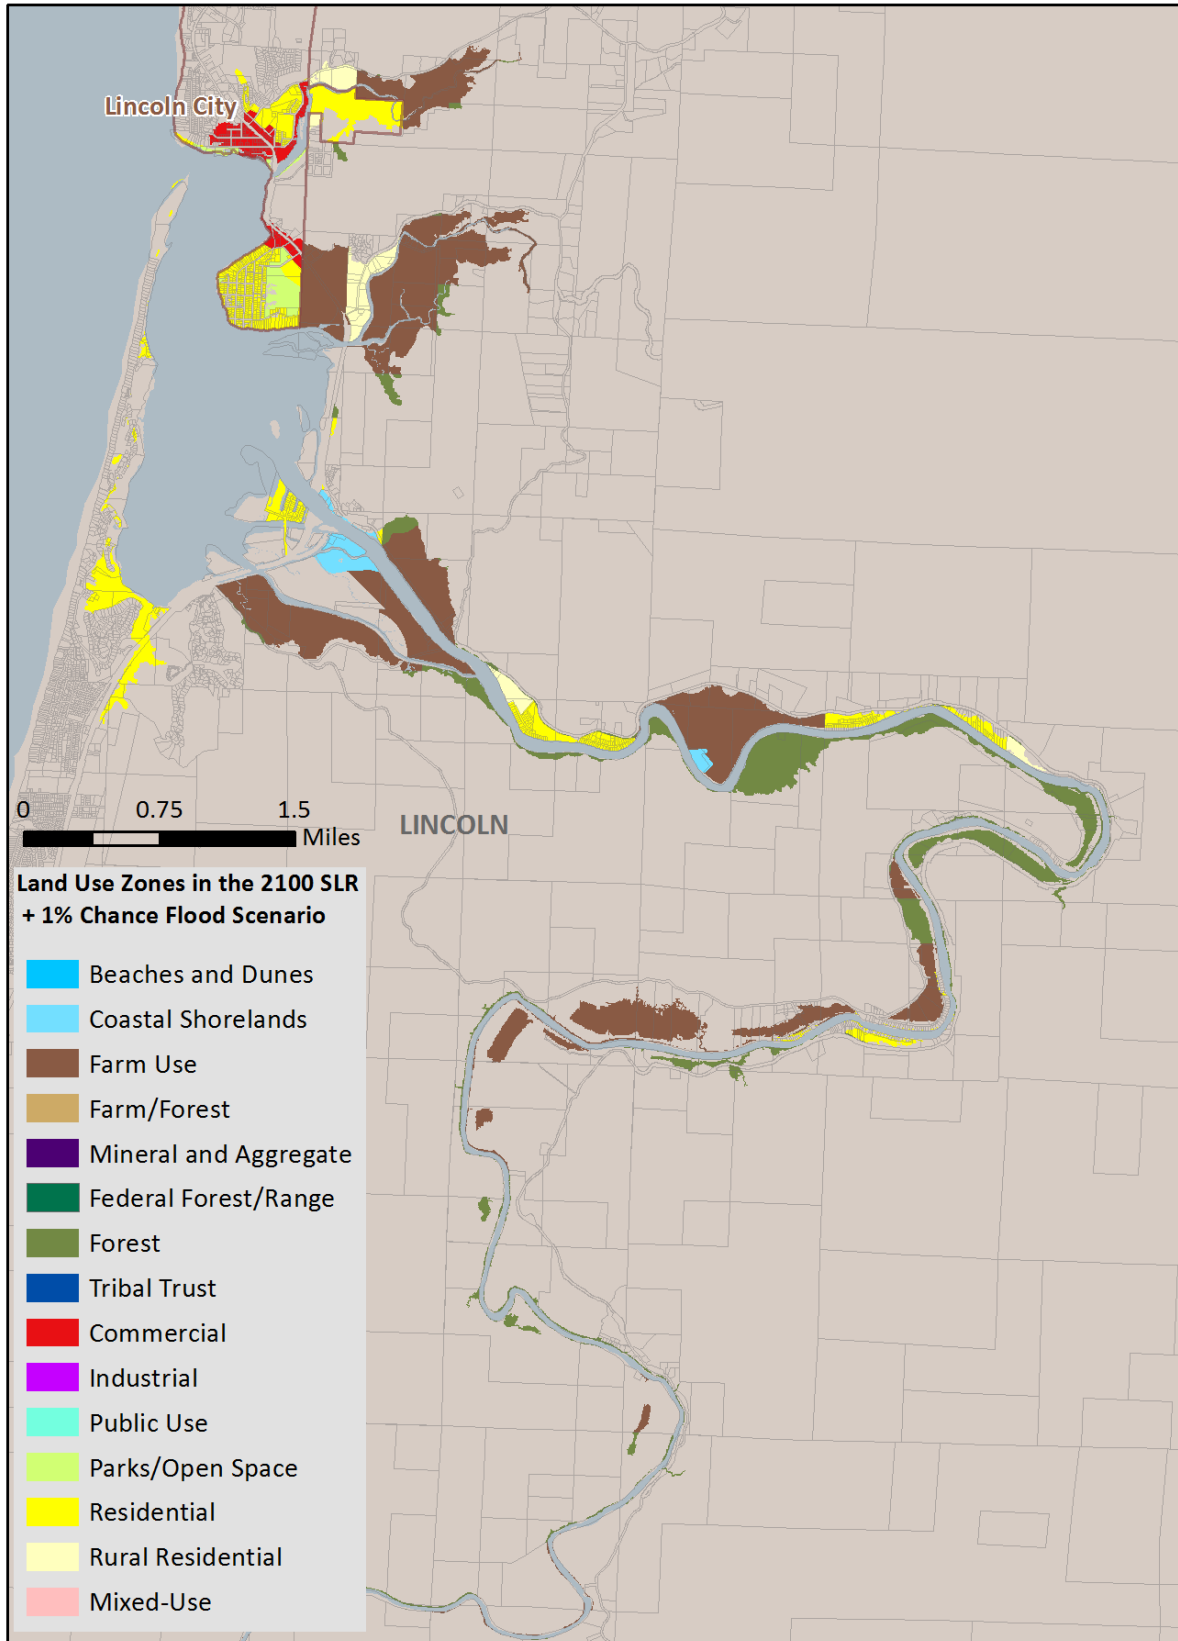 Lincoln City
0 0.75 1.5
Miles
LINCOLN
Land Use Zones in the 2100 SLR
+ 1% Chance Flood Scenario
Beaches and Dunes
Coastal Shorelands
Farm Use
Farm/Forest
Mineral and Aggregate
Federal Forest/Range
Forest
Tribal Trust
Commercial
Industrial
Public Use
Parks/Open Space
Residential
Rural Residential
Mixed-Use